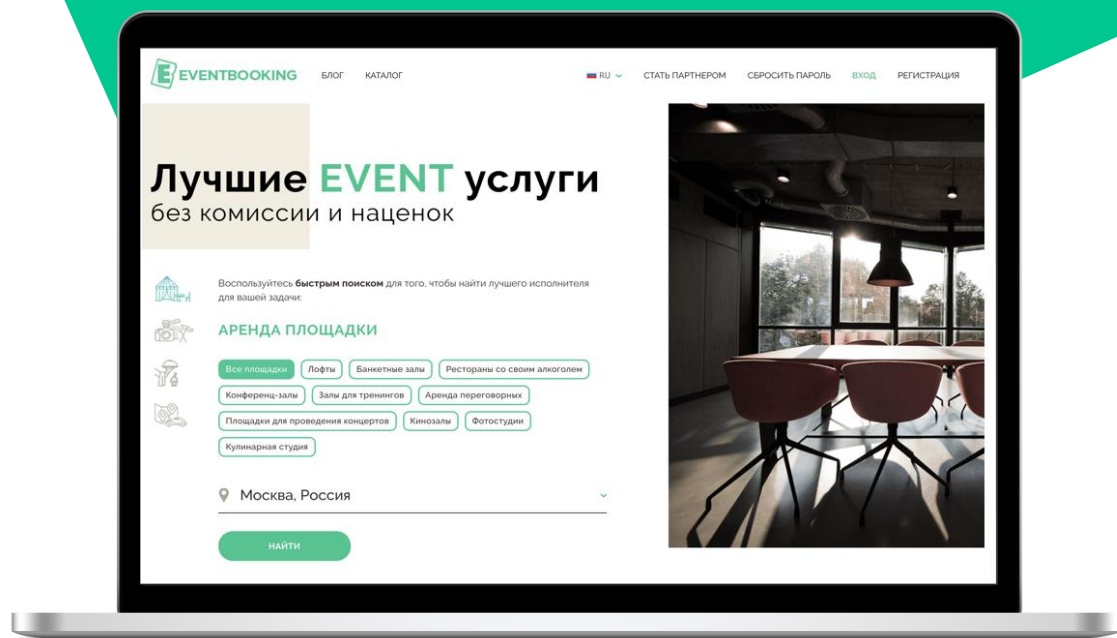 EVENTBOOKING БЛОГ КАТАЛОГ RU СТАТЬ ПАРТНЕРОМ СБРОСИТЬ ПАРОЛЬ ВХОД РЕГИСТРАЦИЯ
Лучшие EVENT услуги
без комиссии и наценок
Воспользуйтесь быстрым поиском для того, чтобы найти лучшего исполнителя
для вашей задачи:
АРЕНДА ПЛОЩАДКИ
Все площадки Лофты Банкетные залы Рестораны со своим алкоголем
Конференц-залы Залы для тренингов Аренда переговорных
Площадки для проведения концертов Кинозалы Фотостудии
Кулинарная студия
Москва, Россия
НАЙТИ